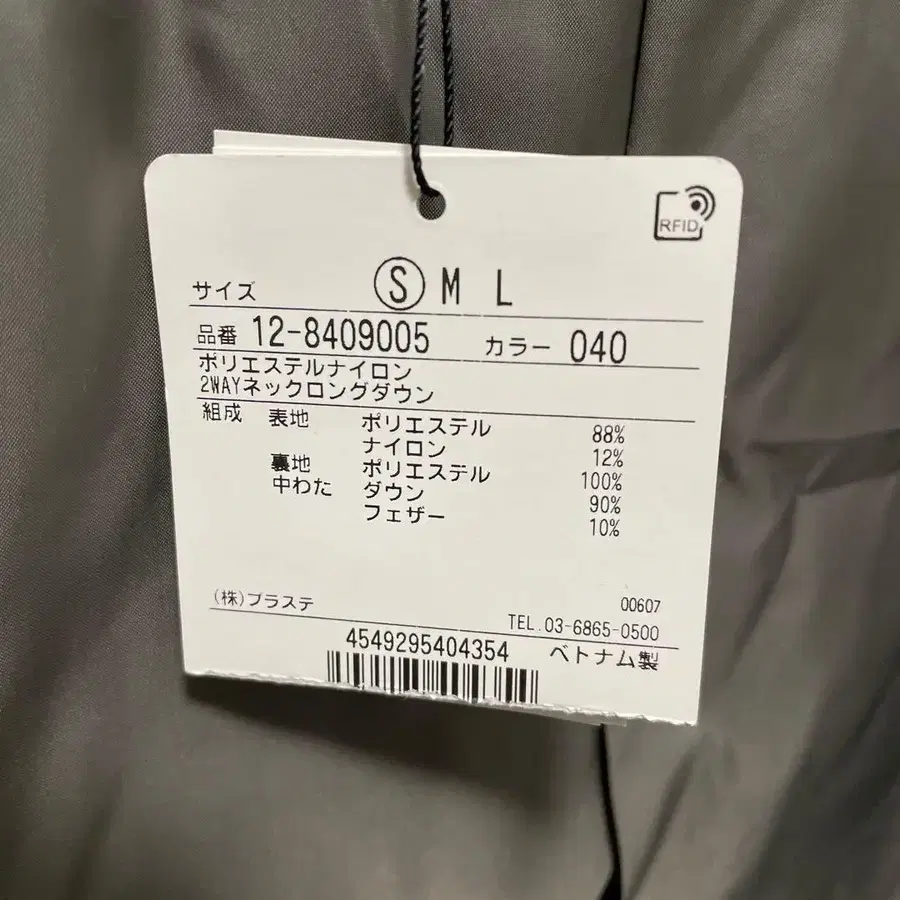 RFID
サイズ S M L
品番 12-8409005 カラー 040
ポリエステルナイロン
2WAYネックロングダウン
組成 表地 ポリエステル 88%
ナイロン 12%
裏地 ポリエステル 100%
中わた ダウン 90%
フェザー 10%
00607
(株)プラステ TEL.03-6865-0500
4549295404354 ベトナム製